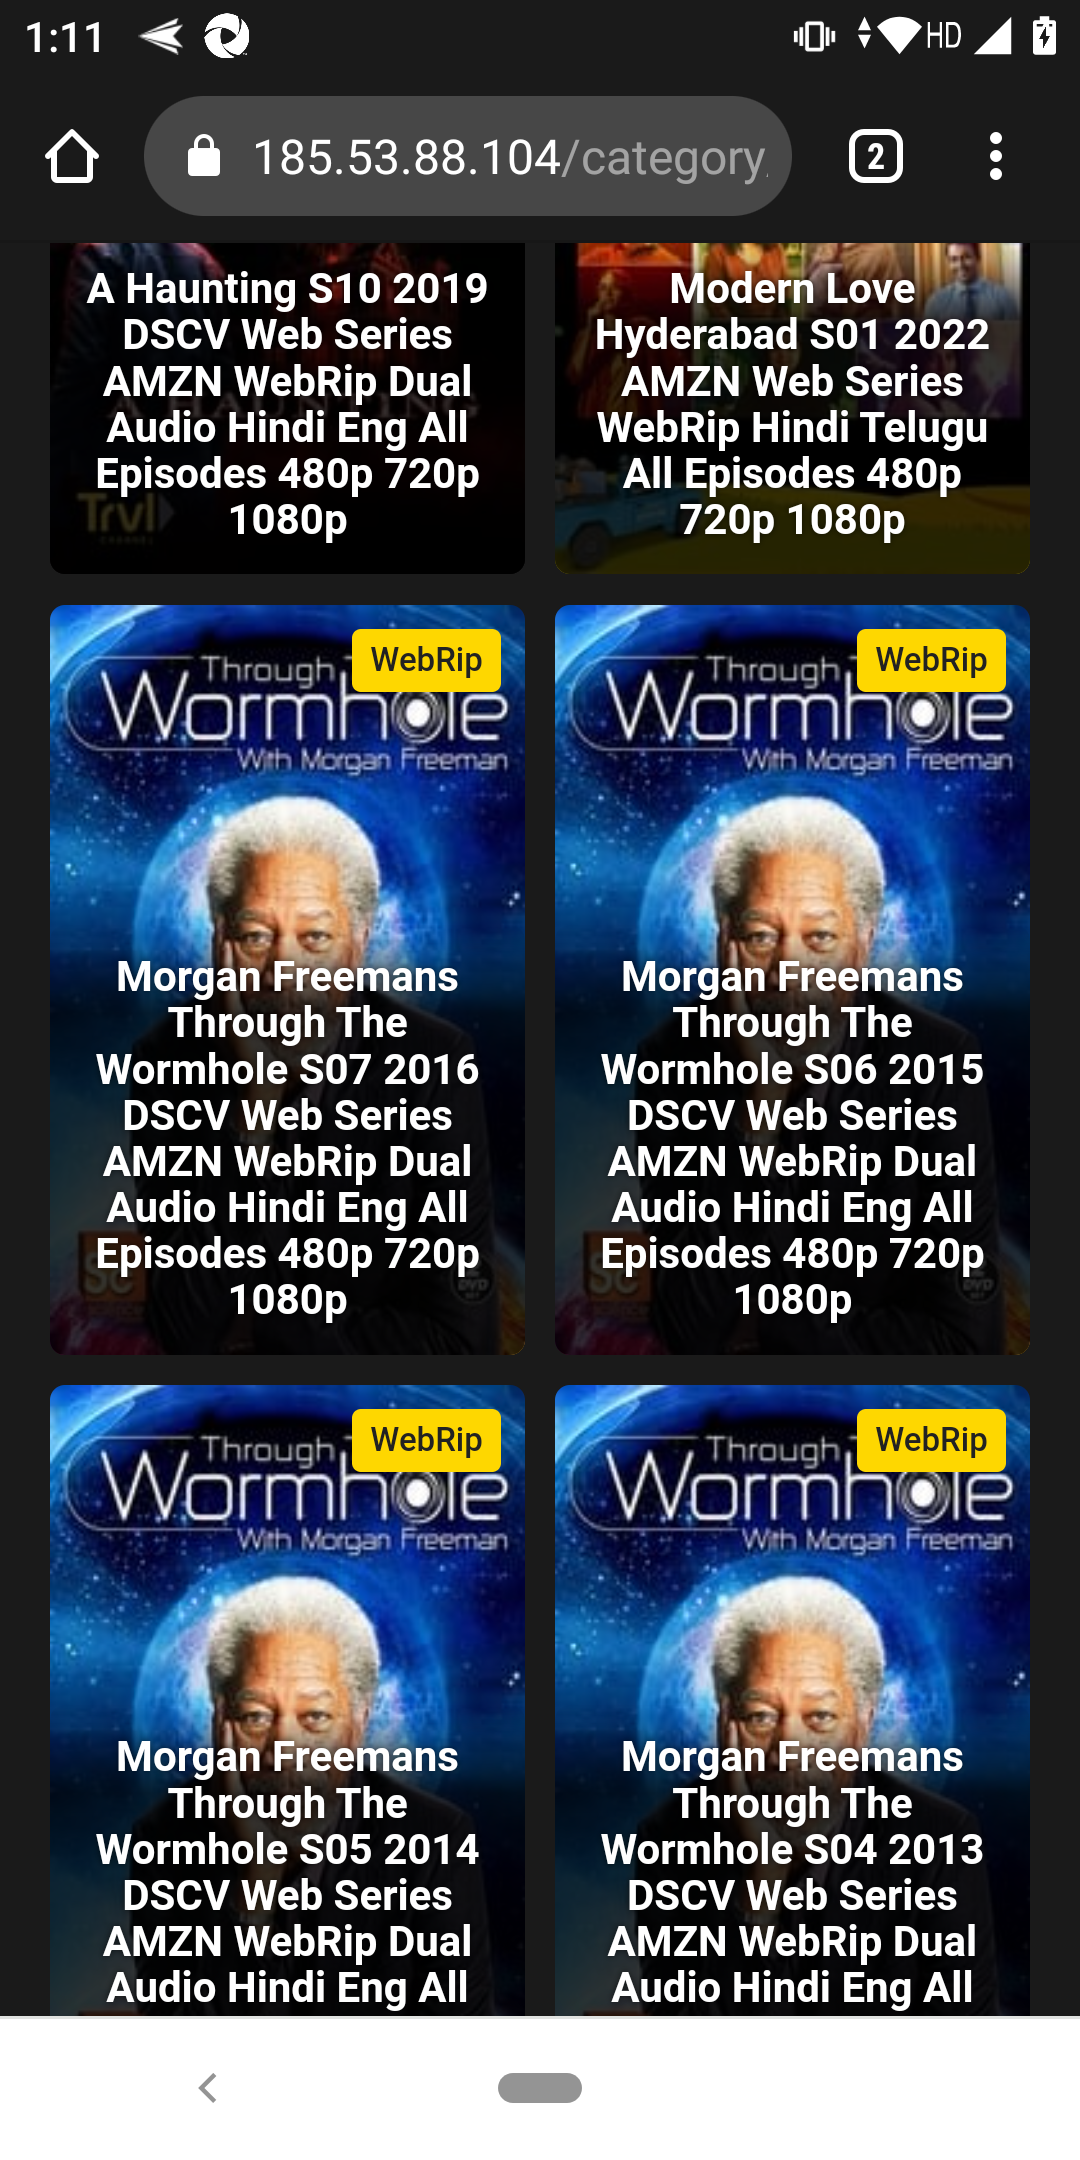 1:11
HD
185.53.88.104/category
2
A Haunting S10 2019
DSCV Web Series
AMZN WebRip Dual
Audio Hindi Eng All
Episodes 480p 720p
1080p
Trvl
CHANNEL
Modern Love
Hyderabad S01 2022
AMZN Web Series
WebRip Hindi Telugu
All Episodes 480p
720p 1080p
WebRip
Through
Wormhole
With Morgan Freeman
Morgan Freemans
Through The
Wormhole S07 2016
DSCV Web Series
AMZN WebRip Dual
Audio Hindi Eng All
Episodes 480p 720p
1080p
WebRip
Through
Wormhole
With Morgan Freeman
Morgan Freemans
Through The
Wormhole S06 2015
DSCV Web Series
AMZN WebRip Dual
Audio Hindi Eng All
Episodes 480p 720p
1080p
WebRip
Through
Wormhole
With Morgan Freeman
Morgan Freemans
Through The
Wormhole S05 2014
DSCV Web Series
AMZN WebRip Dual
Audio Hindi Eng All
WebRip
Through
Wormhole
With Morgan Freeman
Morgan Freemans
Through The
Wormhole S04 2013
DSCV Web Series
AMZN WebRip Dual
Audio Hindi Eng All